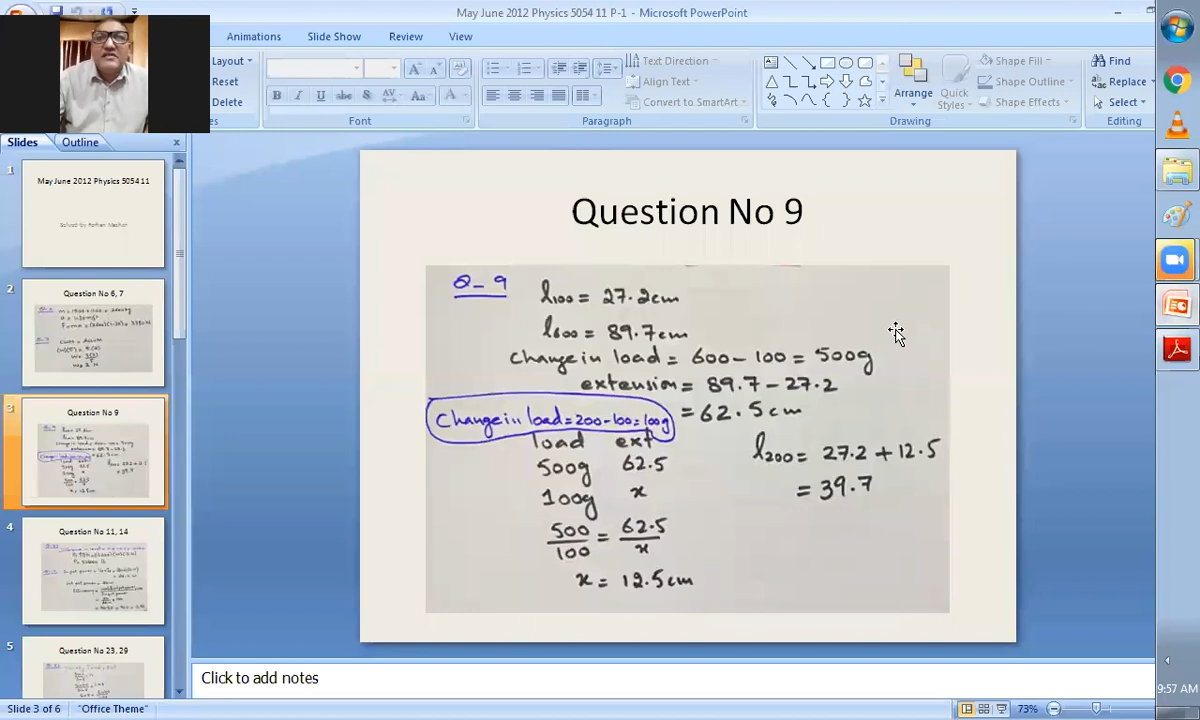 May June 2012 Physics 5054 11 P-1 - Microsoft PowerPoint
Animations Slide Show Review View
Layout
Reset
Delete
Text Direction
Align Text
Convert to SmartArt
Arrange
Quick Styles
Shape Fill
Shape Outline
Shape Effects
Find
Replace
Select
Font
Paragraph
Drawing
Editing
Slides Outline
1
May June 2012 Physics 5054 11
2
Question No 6, 7
3
Question No 9
4
Question No 11, 14
5
Question No 23, 29
Question No 9
Q-9
l100 = 27.2cm
l600 = 89.7cm
Change in load = 600-100 = 500g
extension = 89.7-27.2
= 62.5cm
Change in load = 200-100=100g
load ext
500g 62.5
100g x
500/100 = 62.5/x
x = 12.5cm
l200 = 27.2+12.5
= 39.7
Click to add notes
Slide 3 of 6 "Office Theme"
73%
9:57 AM